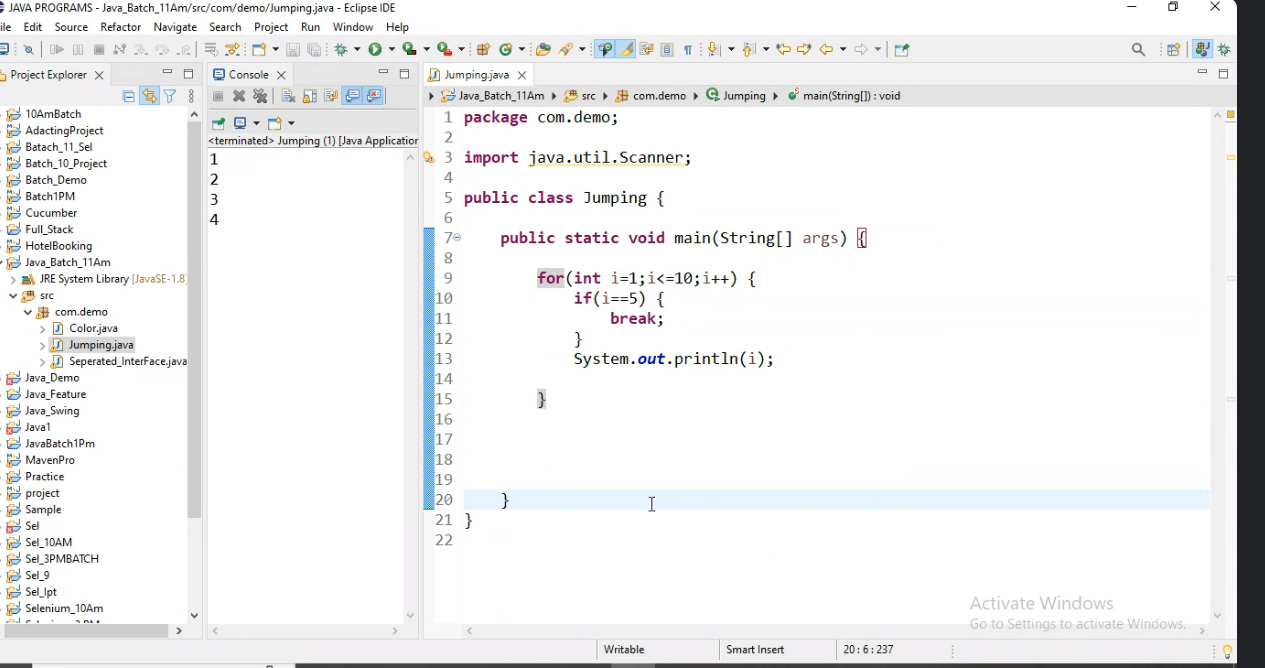 JAVA PROGRAMS - Java_Batch_11Am/src/com/demo/Jumping.java - Eclipse IDE
Edit Source Refactor Navigate Search Project Run Window Help
Project Explorer
10AmBatch
AdactingProject
Batach_11_Sel
Batch_10_Project
Batch_Demo
Batch1PM
Cucumber
Full_Stack
HotelBooking
Java_Batch_11Am
JRE System Library [JavaSE-1.8]
src
com.demo
Color.java
Jumping.java
Seperated_InterFace.java
Java_Demo
Java_Feature
Java_Swing
Java1
JavaBatch1Pm
MavenPro
Practice
project
Sample
Sel
Sel_10AM
Sel_3PMBATCH
Sel_9
Sel_Ipt
Selenium_10Am
Console
<terminated> Jumping (1) [Java Application
1
2
3
4
Jumping.java
Java_Batch_11Am src com.demo Jumping main(String[]) : void
1 package com.demo;
2
3 import java.util.Scanner;
4
5 public class Jumping {
6
7 public static void main(String[] args) {
8
9 for(int i=1;i<=10;i++) {
10 if(i==5) {
11 break;
12 }
13 System.out.println(i);
14
15 }
16
17
18
19
20 }
21 }
22
Activate Windows
Go to Settings to activate Windows.
Writable Smart Insert 20 : 6 : 237